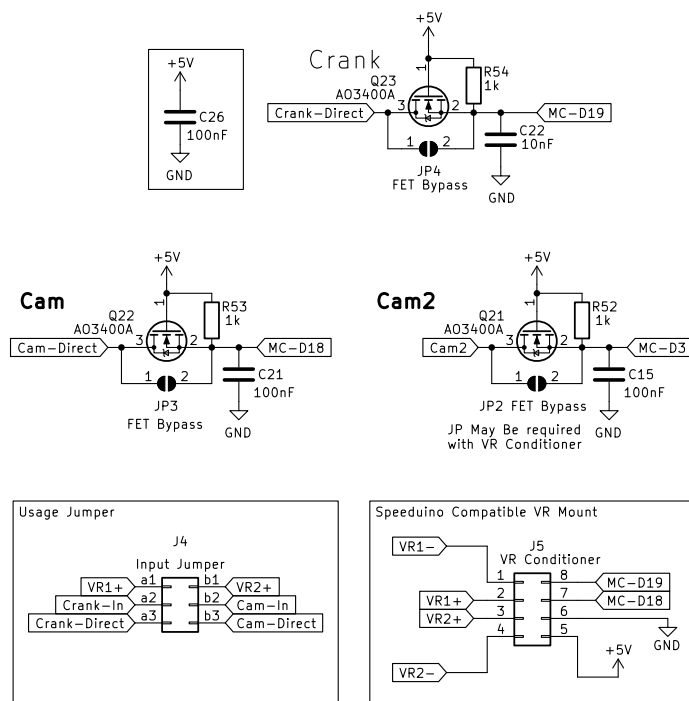 +5V
C26
100nF
GND
Crank
+5V
1
Q23
AO3400A
R54
1k
Crank-Direct
3
2
MC-D19
1 2
JP4
FET Bypass
C22
10nF
GND
Cam
+5V
1
Q22
AO3400A
R53
1k
Cam-Direct
3
2
MC-D18
1 2
JP3
FET Bypass
C21
100nF
GND
Cam2
+5V
1
Q21
AO3400A
R52
1k
Cam2
3
2
MC-D3
1 2
JP2 FET Bypass
JP May Be required
with VR Conditioner
C15
100nF
GND
Usage Jumper
J4
Input Jumper
VR1+ a1 b1 VR2+
Crank-In a2 b2 Cam-In
Crank-Direct a3 b3 Cam-Direct
Speeduino Compatible VR Mount
VR1-
J5
VR Conditioner
1 8 MC-D19
VR1+ 2 7 MC-D18
VR2+ 3 6
4 5
GND
+5V
VR2-